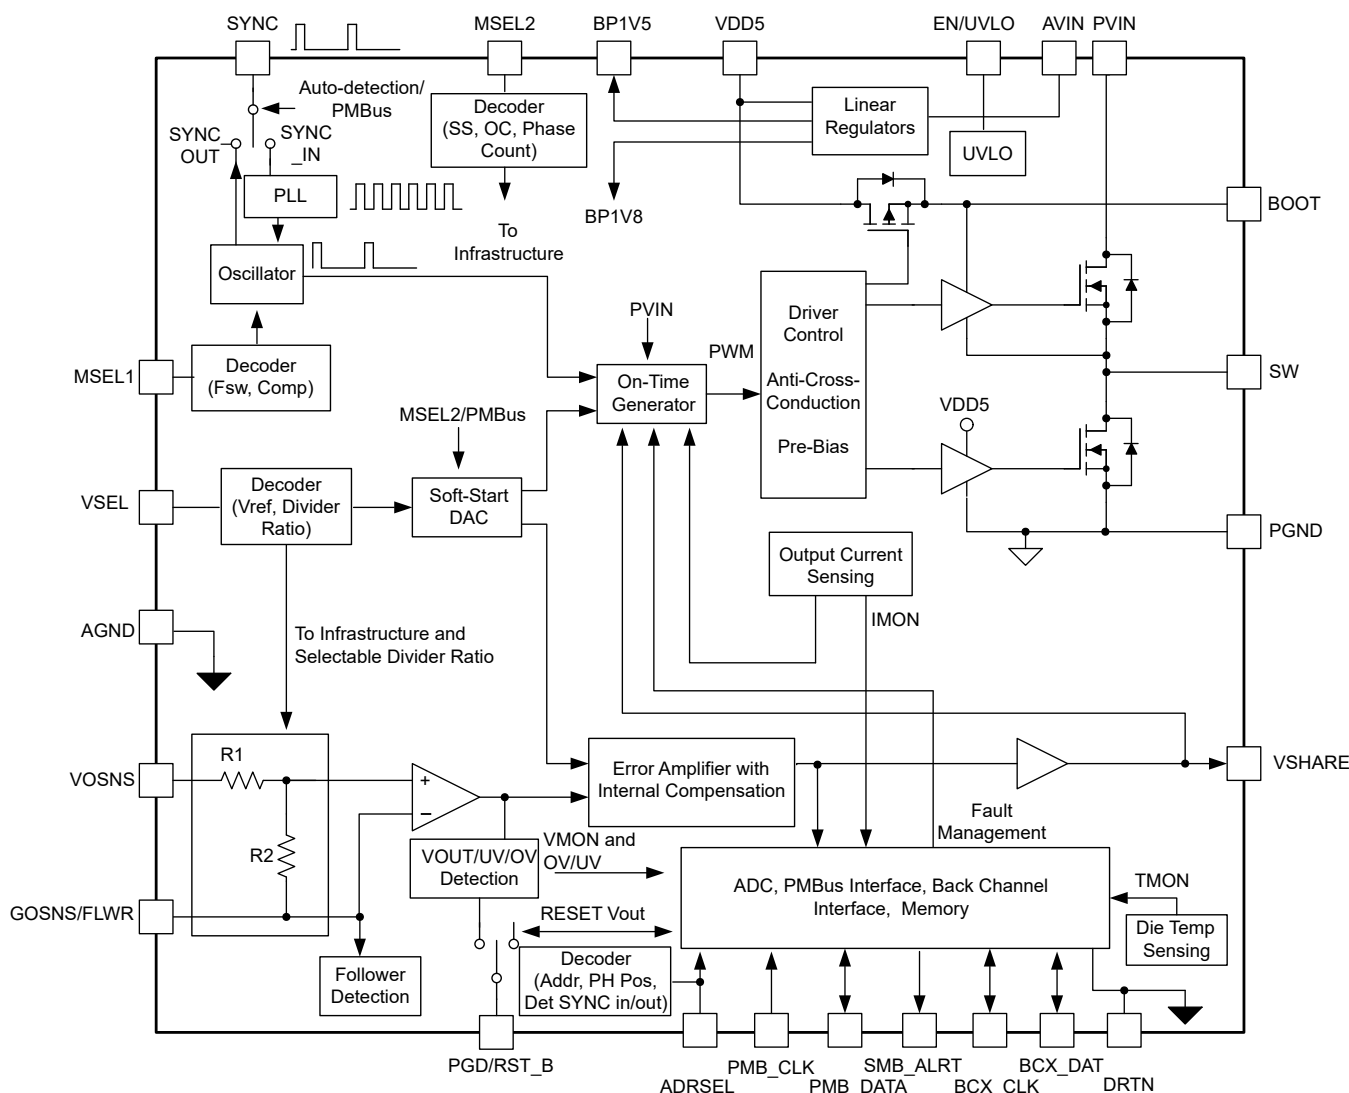 SYNC
MSEL2
BP1V5
VDD5
EN/UVLO
AVIN
PVIN
Auto-detection/
PMBus
SYNC_
OUT
SYNC
_IN
PLL
Decoder
(SS, OC, Phase
Count)
To
Infrastructure
BP1V8
Linear
Regulators
UVLO
BOOT
Oscillator
PVIN
PWM
Driver
Control
Anti-Cross-
Conduction
Pre-Bias
MSEL1
Decoder
(Fsw, Comp)
On-Time
Generator
SW
MSEL2/PMBus
VDD5
VSEL
Decoder
(Vref, Divider
Ratio)
Soft-Start
DAC
PGND
Output Current
Sensing
IMON
AGND
To Infrastructure and
Selectable Divider Ratio
VOSNS
R1
R2
+
−
Error Amplifier with
Internal Compensation
VSHARE
Fault
Management
VOUT/UV/OV
Detection
VMON and
OV/UV
ADC, PMBus Interface, Back Channel
Interface, Memory
TMON
Die Temp
Sensing
GOSNS/FLWR
RESET Vout
Follower
Detection
Decoder
(Addr, PH Pos,
Det SYNC in/out)
PGD/RST_B
ADRSEL
PMB_CLK
PMB_DATA
SMB_ALRT
BCX_CLK
BCX_DAT
DRTN